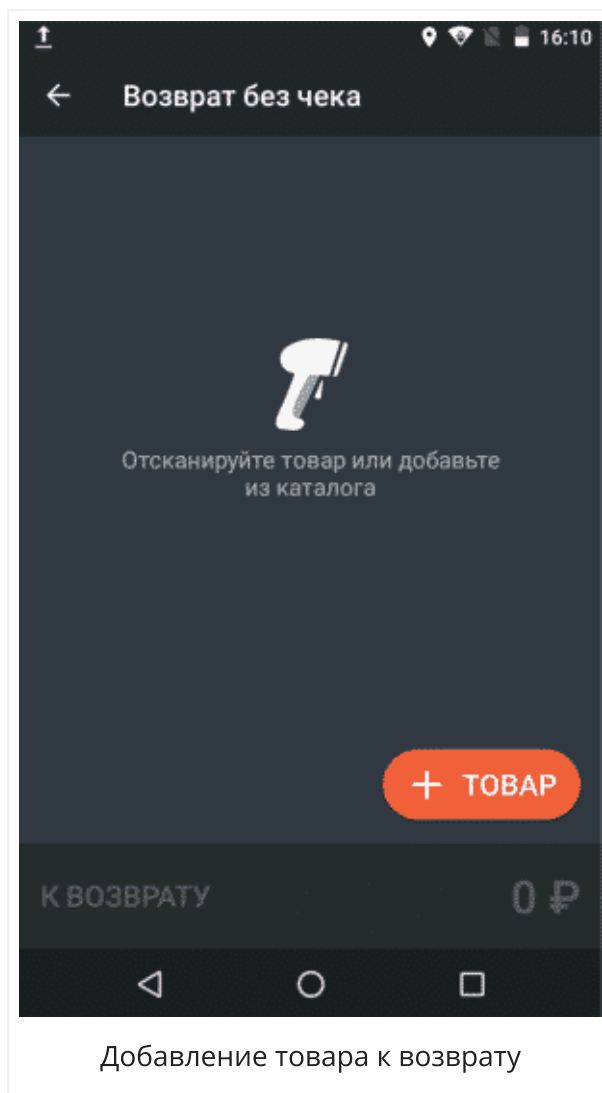 16:10
Возврат без чека
Отсканируйте товар или добавьте
из каталога
+ ТОВАР
К ВОЗВРАТУ 0 ₽
Добавление товара к возврату